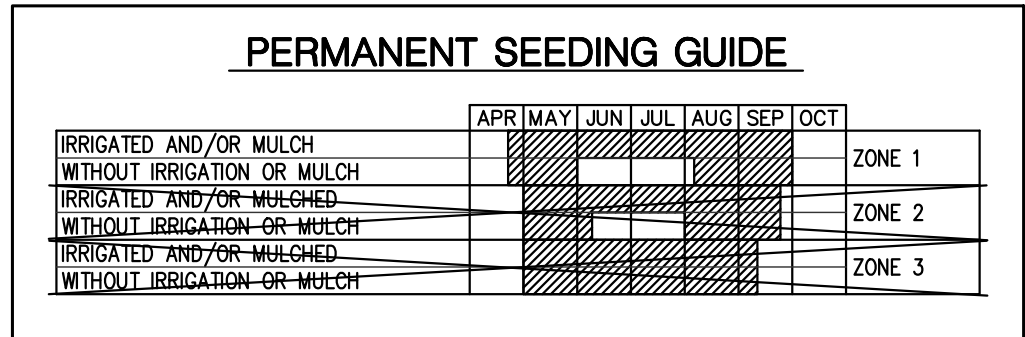 PERMANENT SEEDING GUIDE
APR MAY JUN JUL AUG SEP OCT
IRRIGATED AND/OR MULCH
WITHOUT IRRIGATION OR MULCH
ZONE 1
IRRIGATED AND/OR MULCHED
WITHOUT IRRIGATION OR MULCH
ZONE 2
IRRIGATED AND/OR MULCHED
WITHOUT IRRIGATION OR MULCH
ZONE 3